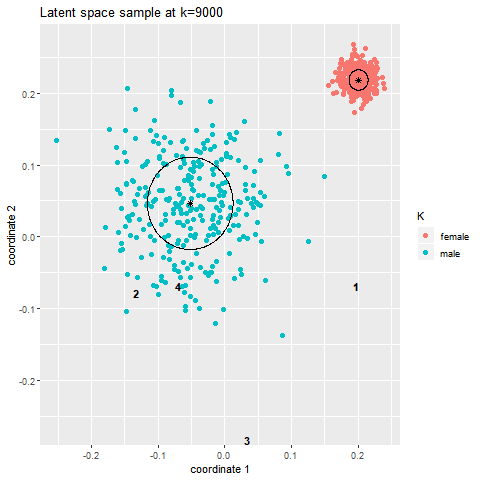 Latent space sample at k=9000
0.2
0.1
0.0
-0.1
-0.2
coordinate 2
-0.2
-0.1
0.0
0.1
0.2
coordinate 1
1
2
3
4
K
female
male